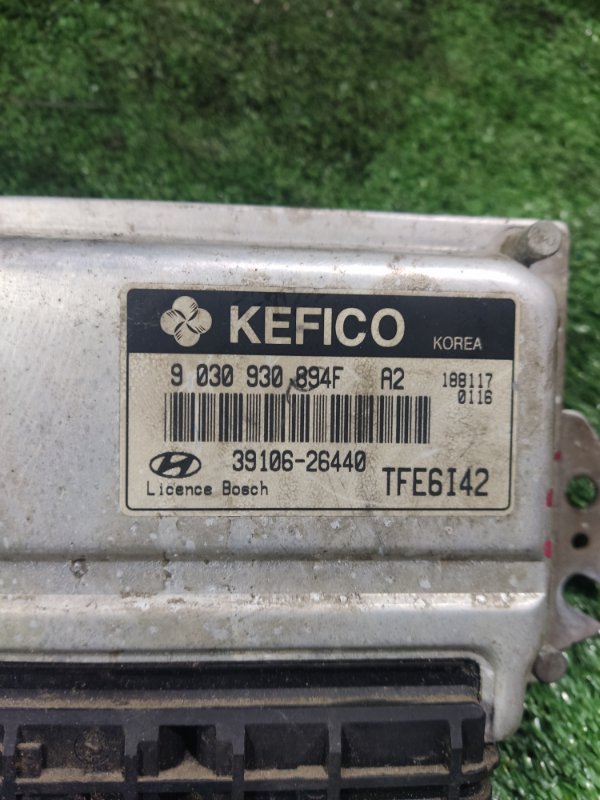 KEFICO KOREA
9 030 930 894F A2 188117
0116
39106-26440
Licence Bosch TFE6I42